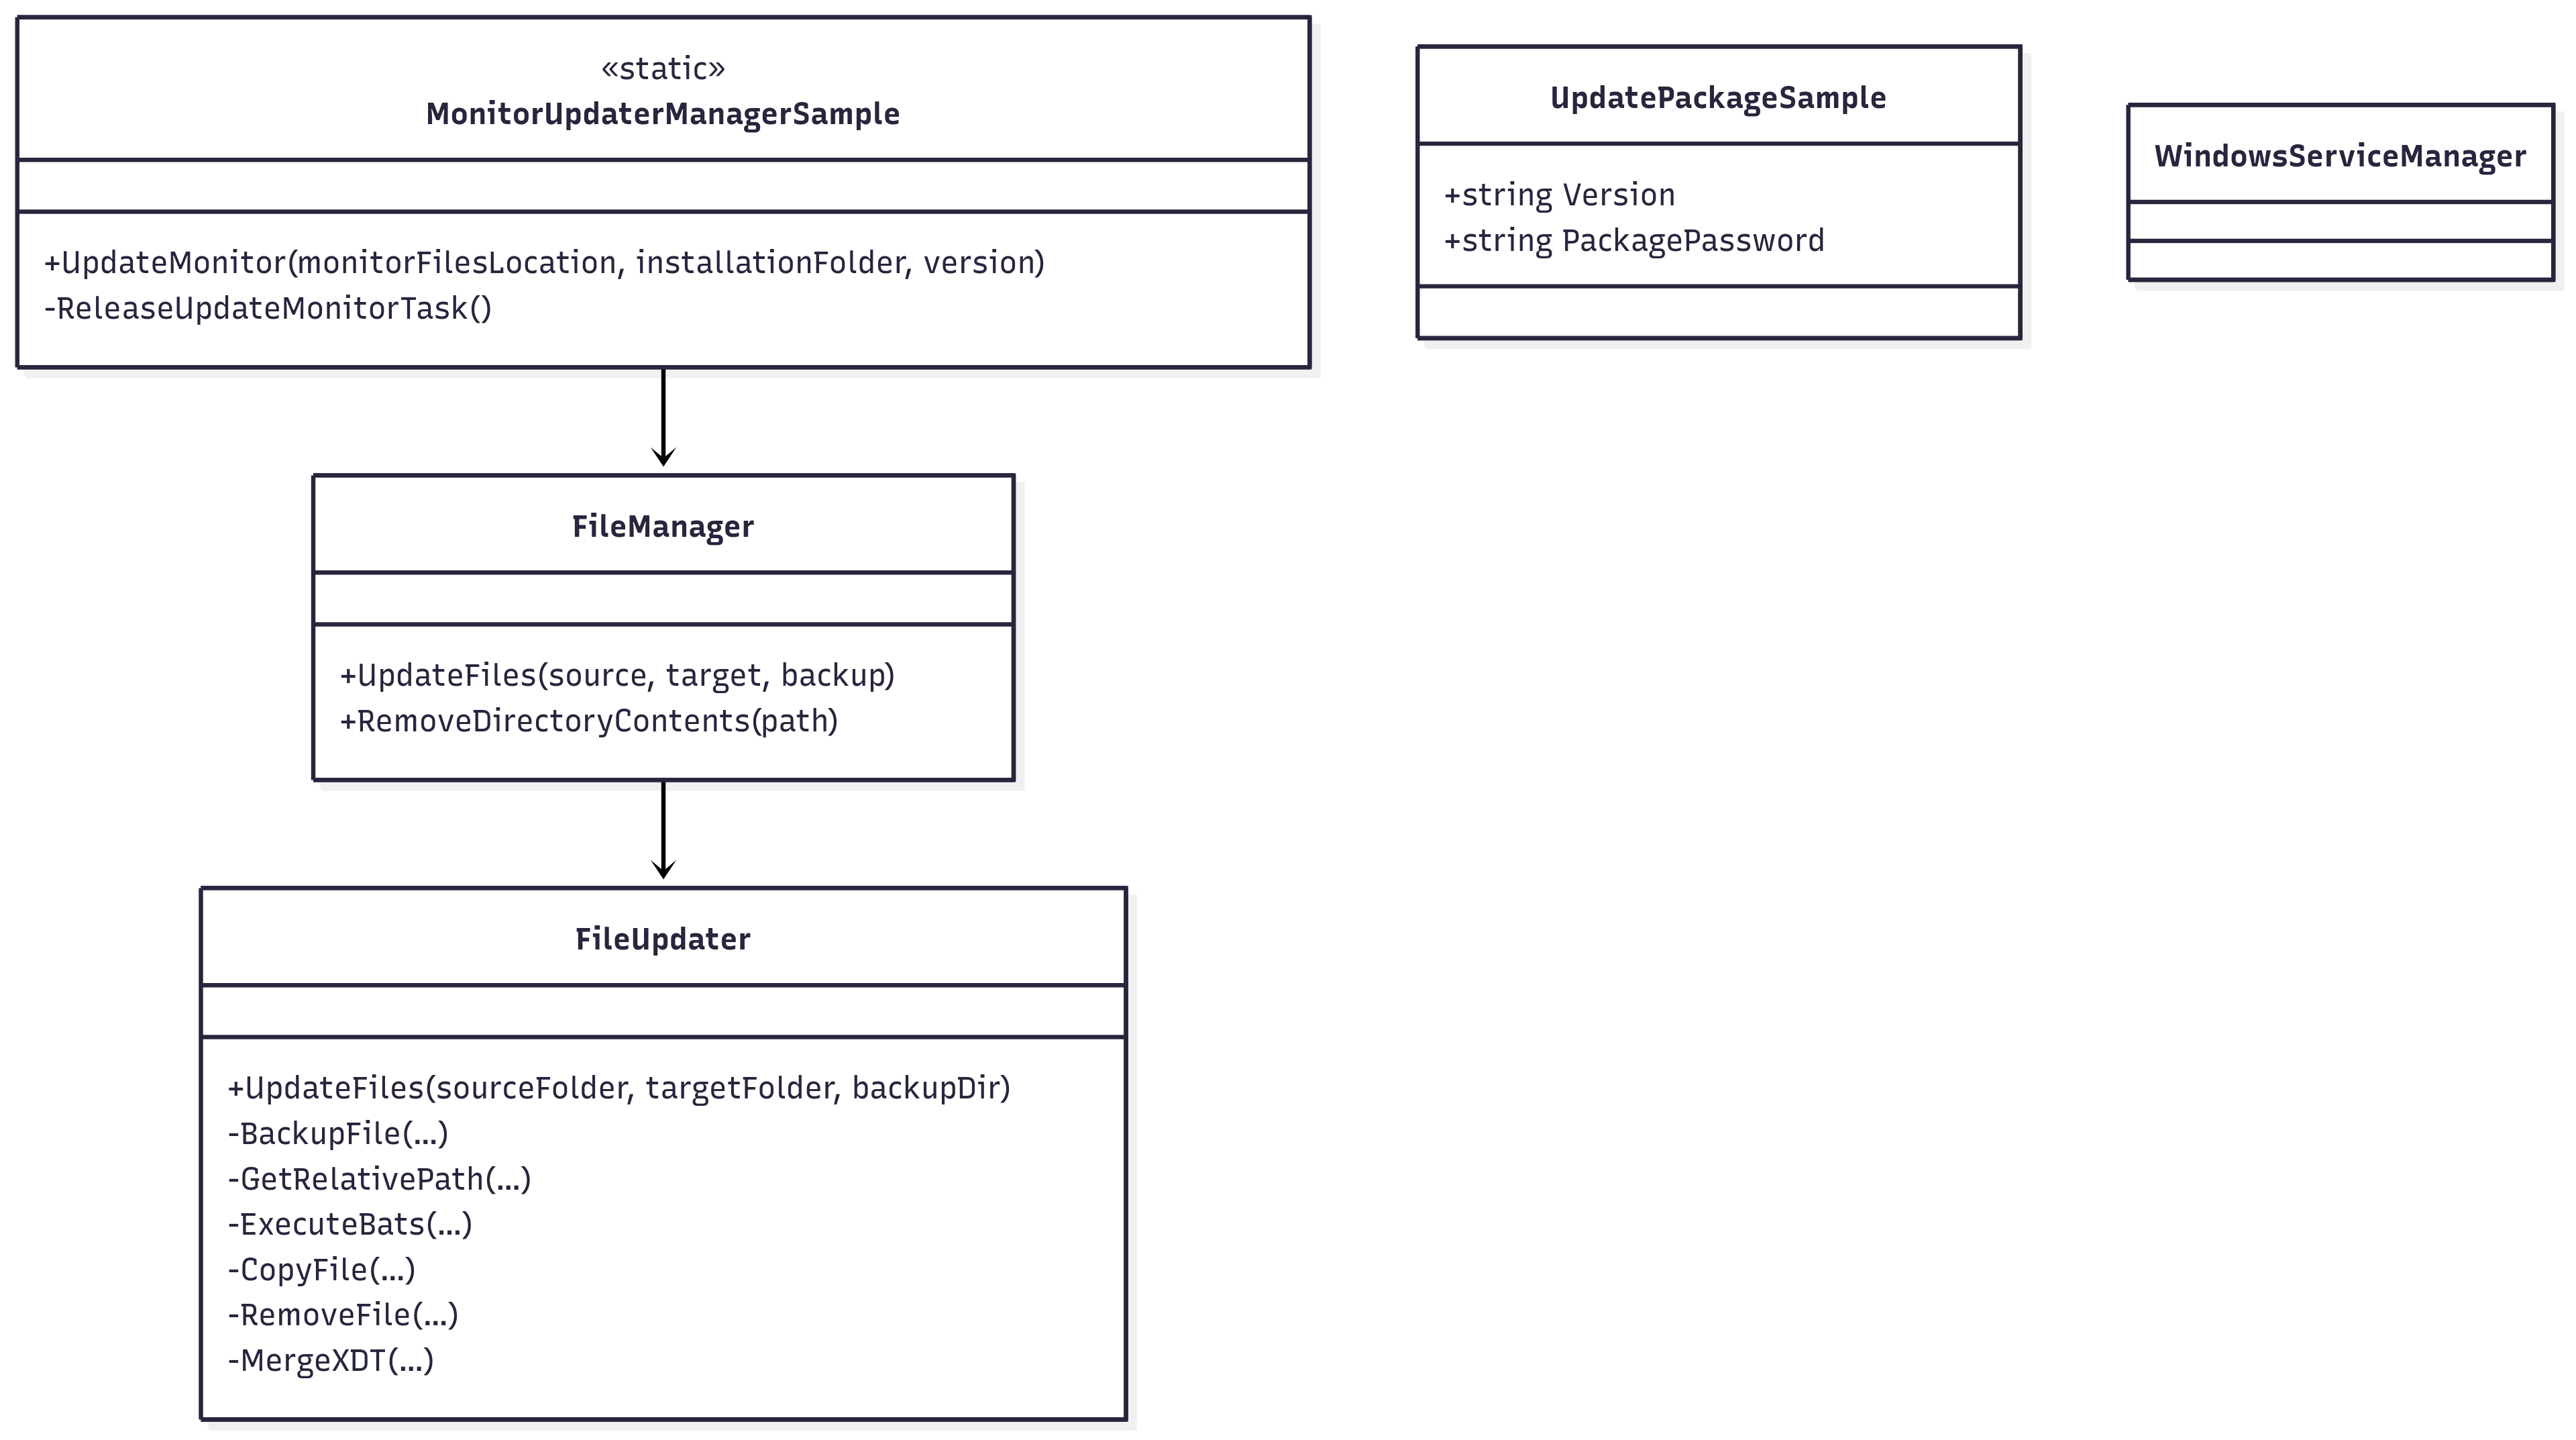 «static»
MonitorUpdaterManagerSample
+UpdateMonitor(monitorFilesLocation, installationFolder, version)
-ReleaseUpdateMonitorTask()
UpdatePackageSample
+string Version
+string PackagePassword
WindowsServiceManager
FileManager
+UpdateFiles(source, target, backup)
+RemoveDirectoryContents(path)
FileUpdater
+UpdateFiles(sourceFolder, targetFolder, backupDir)
-BackupFile(...)
-GetRelativePath(...)
-ExecuteBats(...)
-CopyFile(...)
-RemoveFile(...)
-MergeXDT(...)